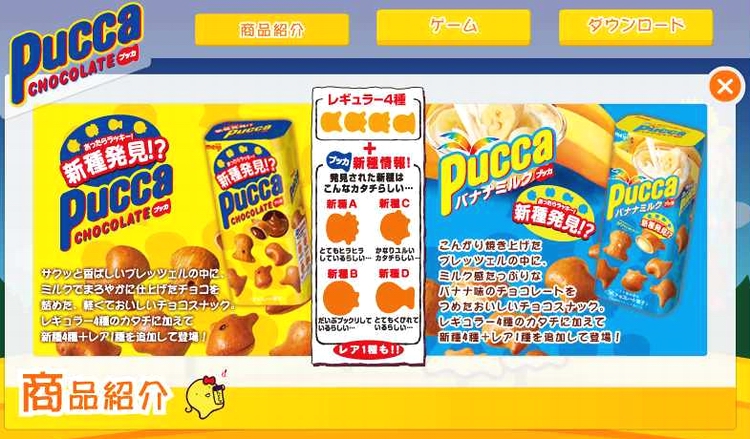 Pucca
CHOCOLATE プッカ
商品紹介
ゲーム
ダウンロード
あったらラッキー!
新種発見!?
Pucca
CHOCOLATE プッカ
meiji
新種発見!?
Pucca
CHOCOLATE
サクッと香ばしいプレッツェルの中に、
ミルクでまろやかに仕上げたチョコを
詰めた、軽くておいしいチョコスナック。
レギュラー4種のカタチに加えて
新種4種+レア1種を追加して登場!
レギュラー4種
+
プッカ 新種情報!
発見された新種は
こんなカタチらしい…
新種A
新種C
とてもヒラヒラ
しているらしい…
かなりユルい
カタチらしい…
新種B
新種D
だいぶプックリして
いるらしい…
とてもくびれて
いるらしい…
レア1種も!!
Pucca
バナナミルク プッカ
新種発見!?
meiji
Pucca
バナナミルク
新種発見!?
こんがり焼き上げた
プレッツェルの中に、
ミルク感たっぷりな
バナナ味のチョコレートを
つめたおいしいチョコスナック。
レギュラー4種のカタチに加えて
新種4種+レア1種を追加して登場!
商品紹介